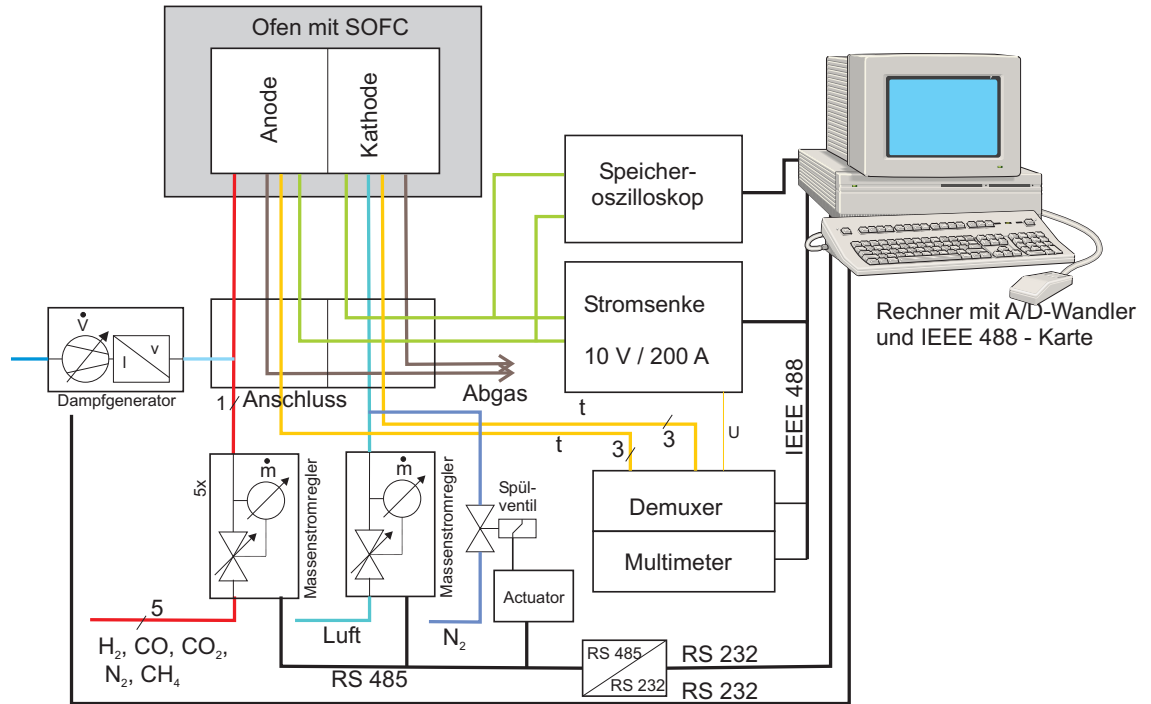 Ofen mit SOFC
Anode
Kathode
Speicher-
oszilloskop
Stromsenke
10 V / 200 A
Rechner mit A/D-Wandler
und IEEE 488 - Karte
V̇
I
v
Dampfgenerator
1
Anschluss
Abgas
t
t
3
3
U
IEEE 488
5x
ṁ
Massenstromregler
ṁ
Massenstromregler
Spül-
ventil
Demuxer
Multimeter
Actuator
5
H₂, CO, CO₂,
N₂, CH₄
Luft
N₂
RS 485
RS 485
RS 232
RS 232
RS 232